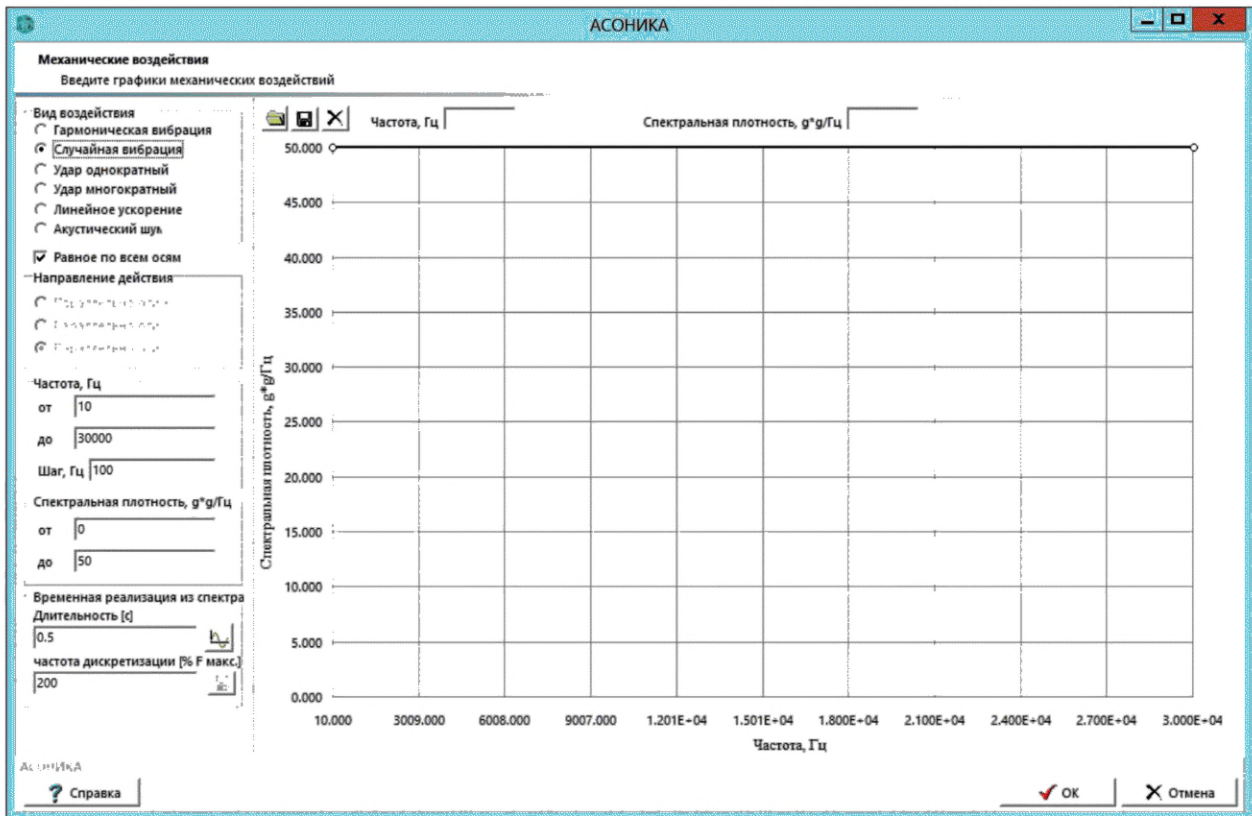 АСОНИКА
Механические воздействия
Введите графики механических воздействий
Вид воздействия
Гармоническая вибрация
Случайная вибрация
Удар однократный
Удар многократный
Линейное ускорение
Акустический шум
Равное по всем осям
Направление действия
Частота, Гц
от 10
до 30000
Шаг, Гц 100
Спектральная плотность, g*g/Гц
от 0
до 50
Временная реализация из спектра
Длительность [с]
0.5
частота дискретизации [% F макс.]
200
Частота, Гц
Спектральная плотность, g*g/Гц
50.000
45.000
40.000
35.000
30.000
25.000
20.000
15.000
10.000
5.000
0.000
Спектральная плотность, g*g/Гц
10.000 3009.000 6008.000 9007.000 1.201E+04 1.501E+04 1.800E+04 2.100E+04 2.400E+04 2.700E+04 3.000E+04
Частота, Гц
АСОНИКА
? Справка
ОК
Отмена